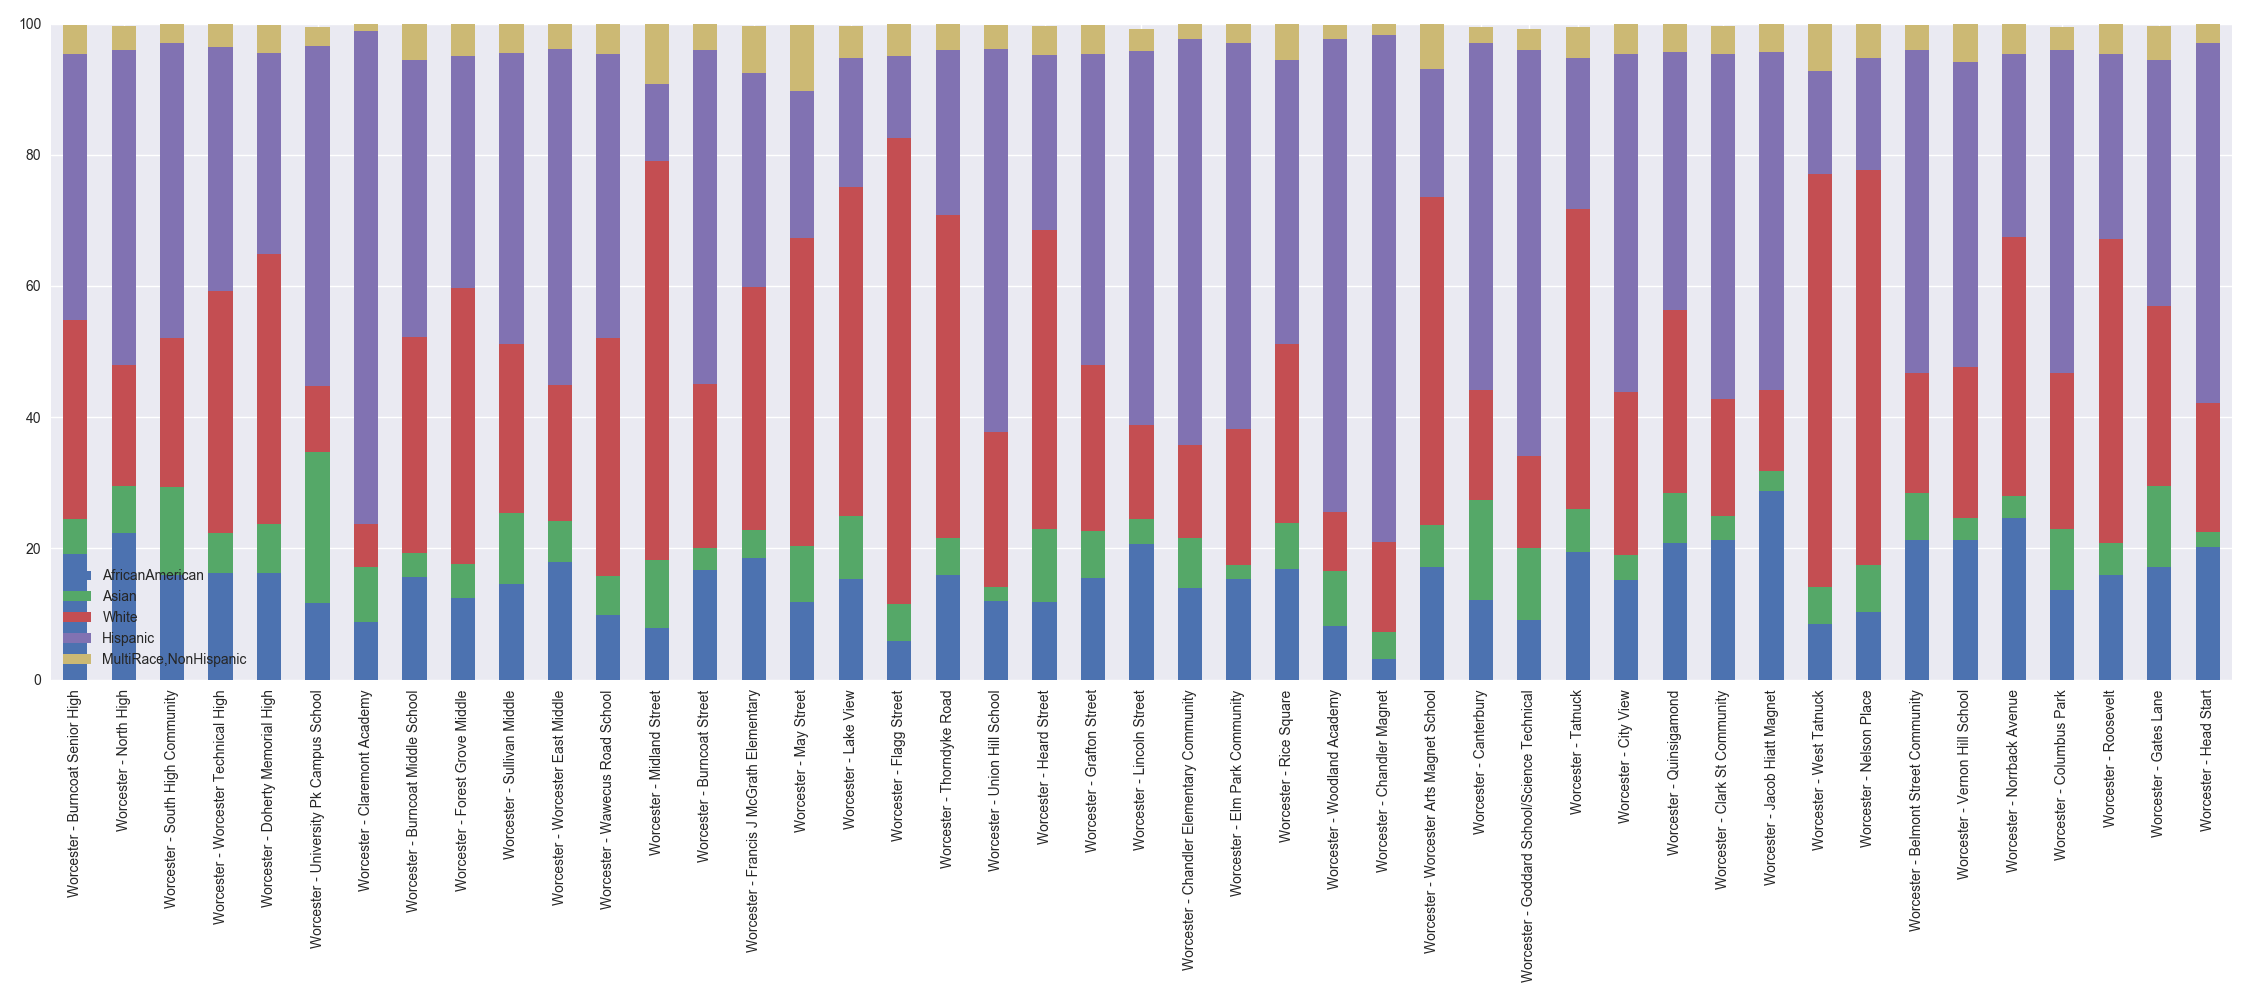 100
80
60
40
20
0
AfricanAmerican
Asian
White
Hispanic
MultiRace,NonHispanic
Worcester - Burncoat Senior High
Worcester - North High
Worcester - South High Community
Worcester - Worcester Technical High
Worcester - Doherty Memorial High
Worcester - University Pk Campus School
Worcester - Claremont Academy
Worcester - Burncoat Middle School
Worcester - Forest Grove Middle
Worcester - Sullivan Middle
Worcester - Worcester East Middle
Worcester - Wawecus Road School
Worcester - Midland Street
Worcester - Burncoat Street
Worcester - Francis J McGrath Elementary
Worcester - May Street
Worcester - Lake View
Worcester - Flagg Street
Worcester - Thorndyke Road
Worcester - Union Hill School
Worcester - Heard Street
Worcester - Grafton Street
Worcester - Lincoln Street
Worcester - Chandler Elementary Community
Worcester - Elm Park Community
Worcester - Rice Square
Worcester - Woodland Academy
Worcester - Chandler Magnet
Worcester - Worcester Arts Magnet School
Worcester - Canterbury
Worcester - Goddard School/Science Technical
Worcester - Tatnuck
Worcester - City View
Worcester - Quinsigamond
Worcester - Clark St Community
Worcester - Jacob Hiatt Magnet
Worcester - West Tatnuck
Worcester - Nelson Place
Worcester - Belmont Street Community
Worcester - Vernon Hill School
Worcester - Norrback Avenue
Worcester - Columbus Park
Worcester - Roosevelt
Worcester - Gates Lane
Worcester - Head Start